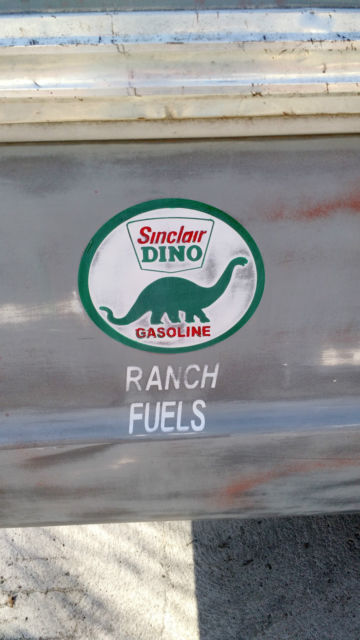 Sinclair
DINO
GASOLINE
RANCH
FUELS